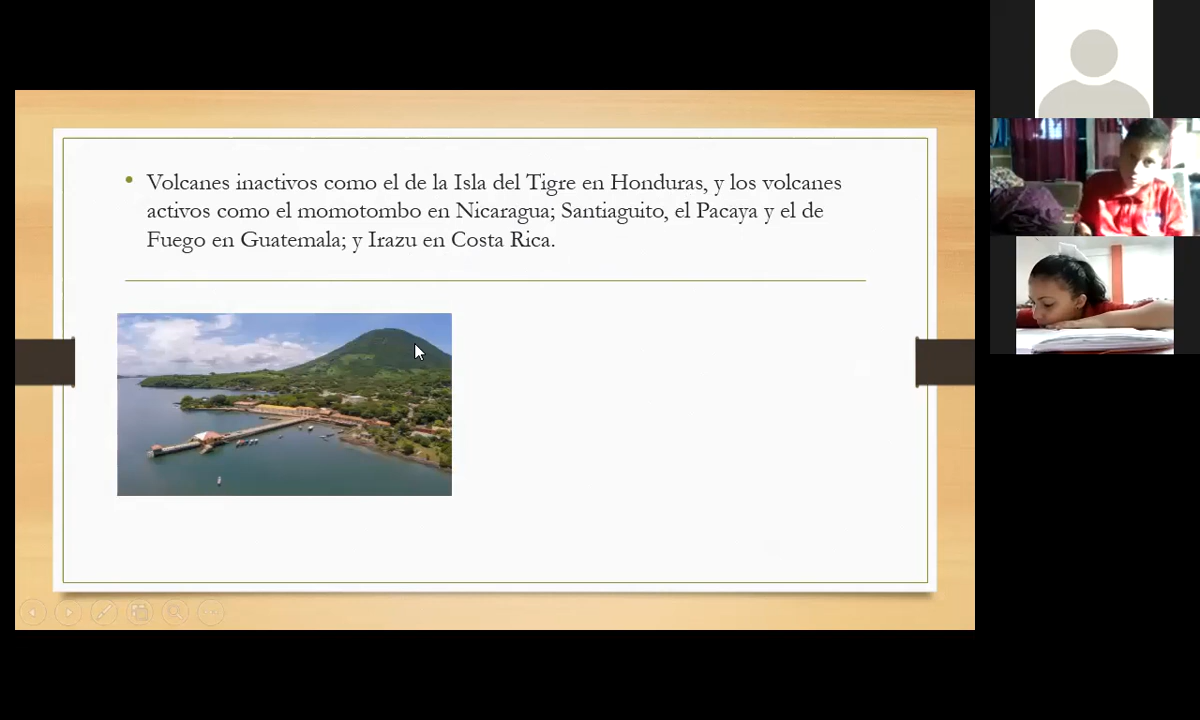 Volcanes inactivos como el de la Isla del Tigre en Honduras, y los volcanes
activos como el momotombo en Nicaragua; Santiaguito, el Pacaya y el de
Fuego en Guatemala; y Irazu en Costa Rica.